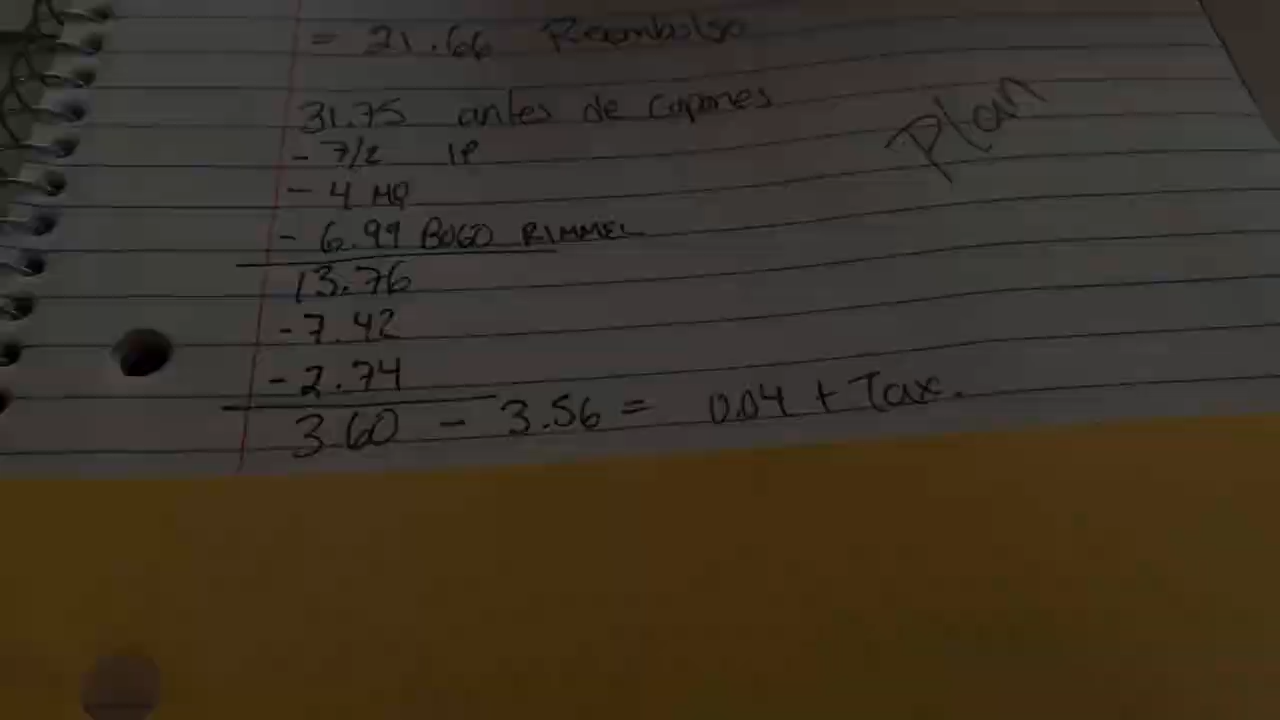 = 21.66 Reembolso
31.75 antes de cupones
Plan
- 7/2 IP
- 4 MQ
- 6.99 BOGO RIMMEL
13.76
- 7.42
- 2.74
3.60 - 3.56 = 0.04 + Tax.